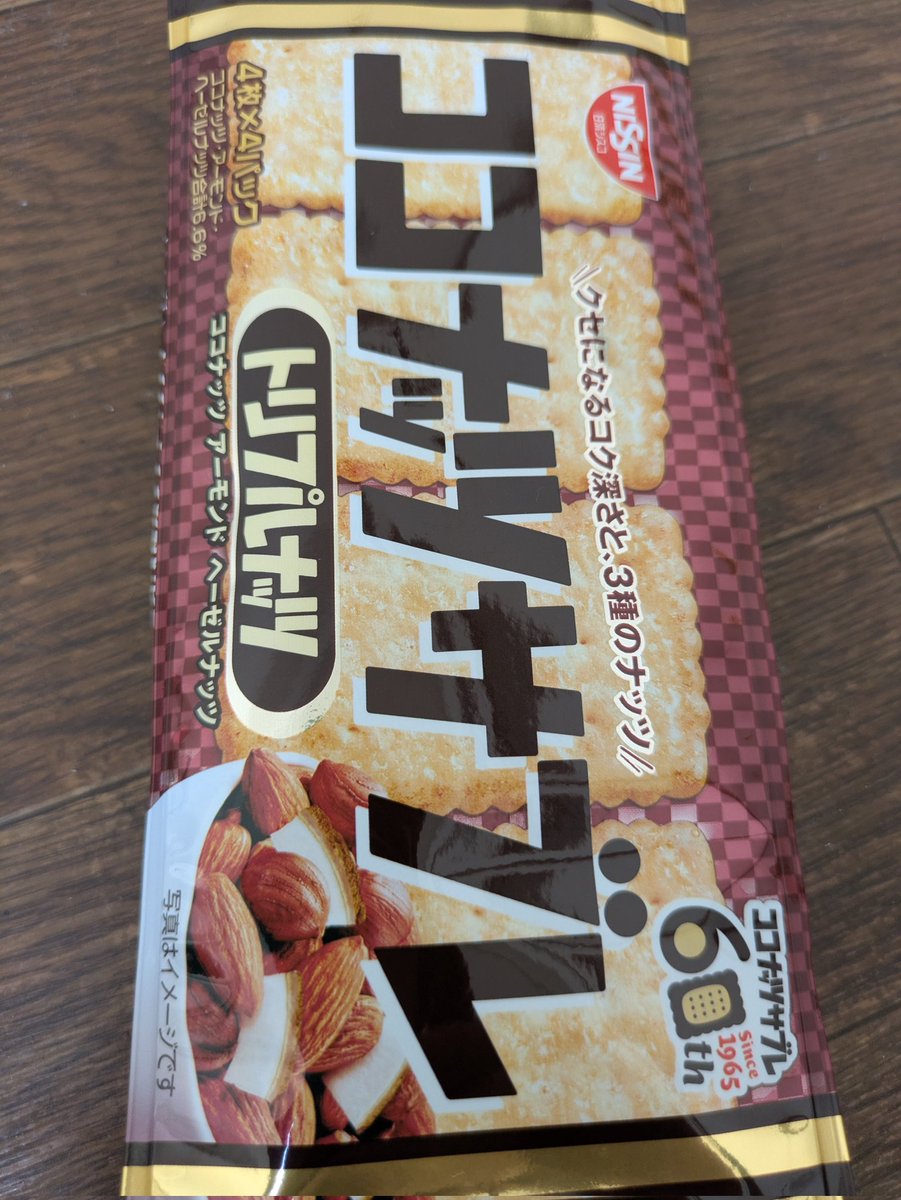 NISSIN
日清シスコ
\\クセになるコク深さと、3種のナッツ//
ココナッツサブレ
トリプルナッツ
ココナッツ アーモンド ヘーゼルナッツ
4枚×4パック
ココナッツ・アーモンド・
ヘーゼルナッツ合計6.6%
ココナッツサブレ
60th
Since
1965
写真はイメージです